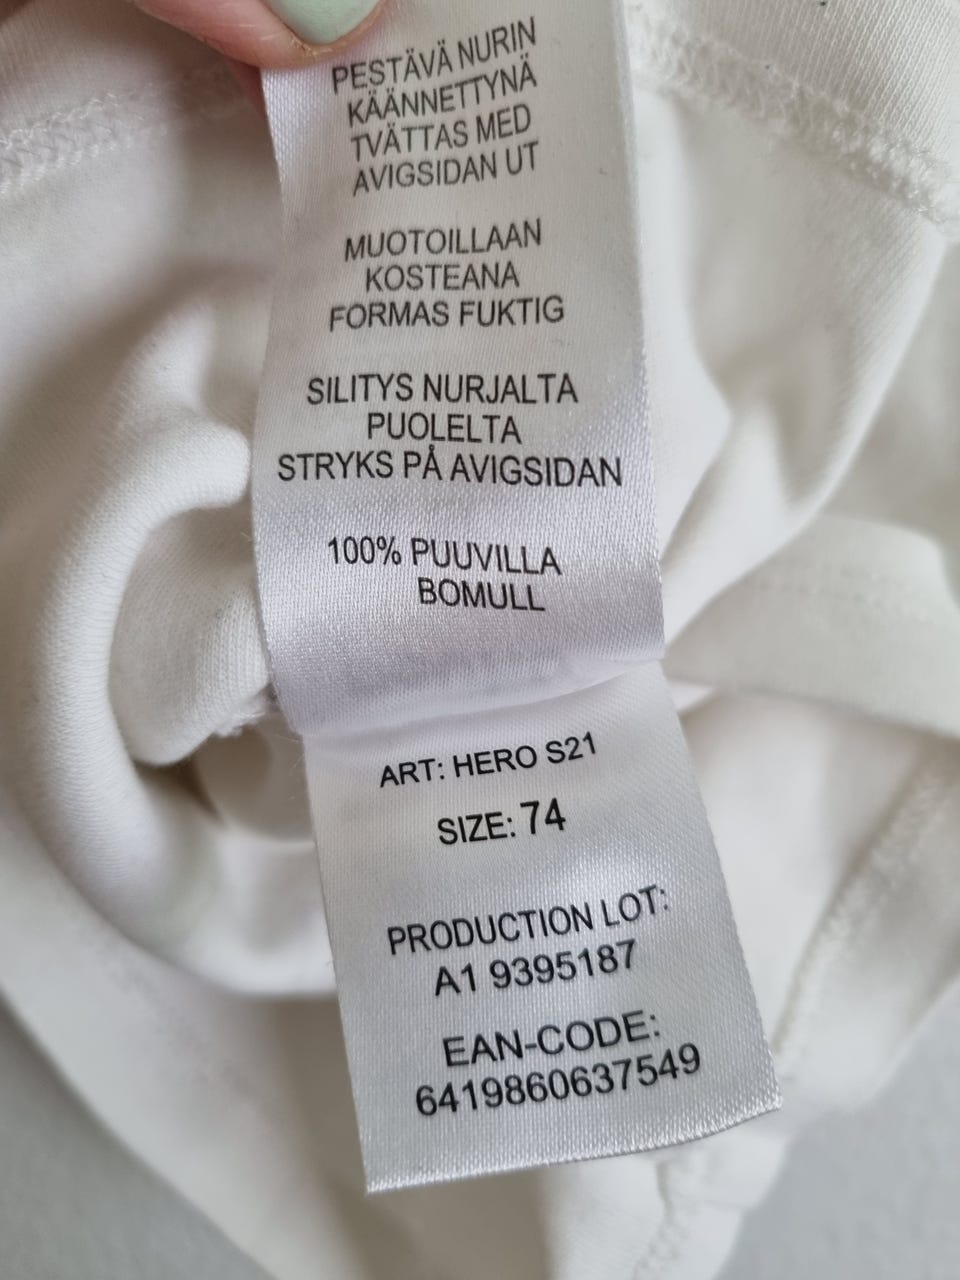 PESTÄVÄ NURIN
KÄÄNNETTYNÄ
TVÄTTAS MED
AVIGSIDAN UT
MUOTOILLAAN
KOSTEANA
FORMAS FUKTIG
SILITYS NURJALTA
PUOLELTA
STRYKS PÅ AVIGSIDAN
100% PUUVILLA
BOMULL
ART: HERO S21
SIZE: 74
PRODUCTION LOT:
A1 9395187
EAN-CODE:
6419860637549